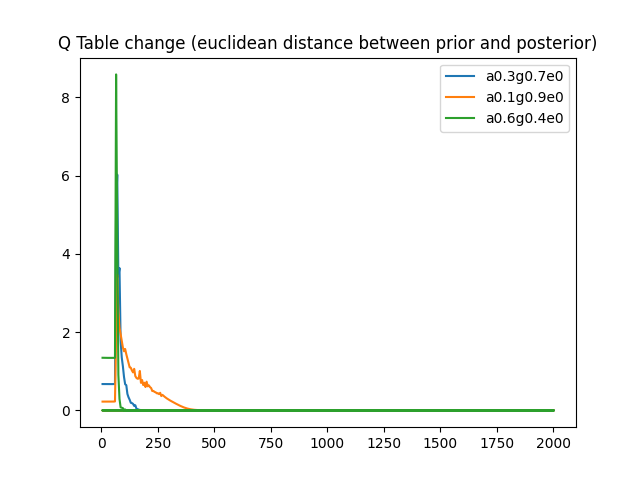 Q Table change (euclidean distance between prior and posterior)
a0.3g0.7e0
a0.1g0.9e0
a0.6g0.4e0
8
6
4
2
0
0 250 500 750 1000 1250 1500 1750 2000